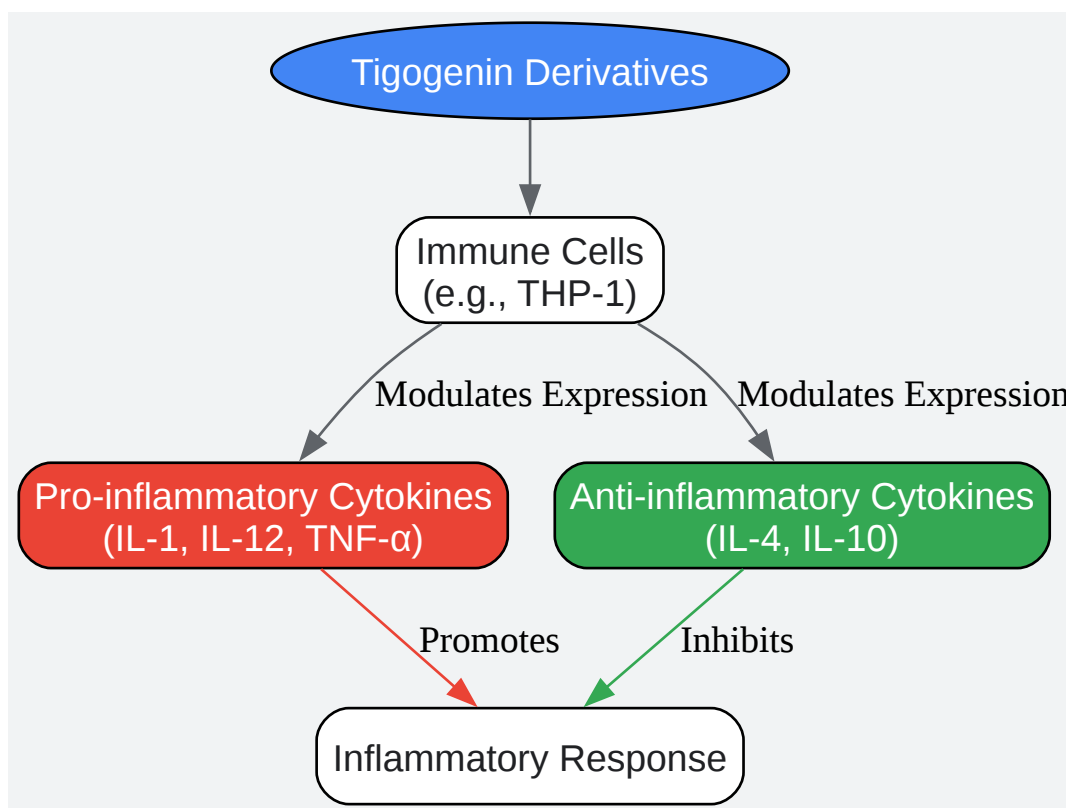 Tigogenin Derivatives
Immune Cells
(e.g., THP-1)
Modulates Expression
Modulates Expression
Pro-inflammatory Cytokines
(IL-1, IL-12, TNF-α)
Anti-inflammatory Cytokines
(IL-4, IL-10)
Promotes
Inhibits
Inflammatory Response